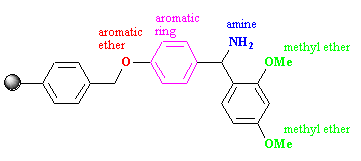 aromatic
ring
aromatic
ether
amine
NH2
methyl ether
O
OMe
methyl ether
OMe